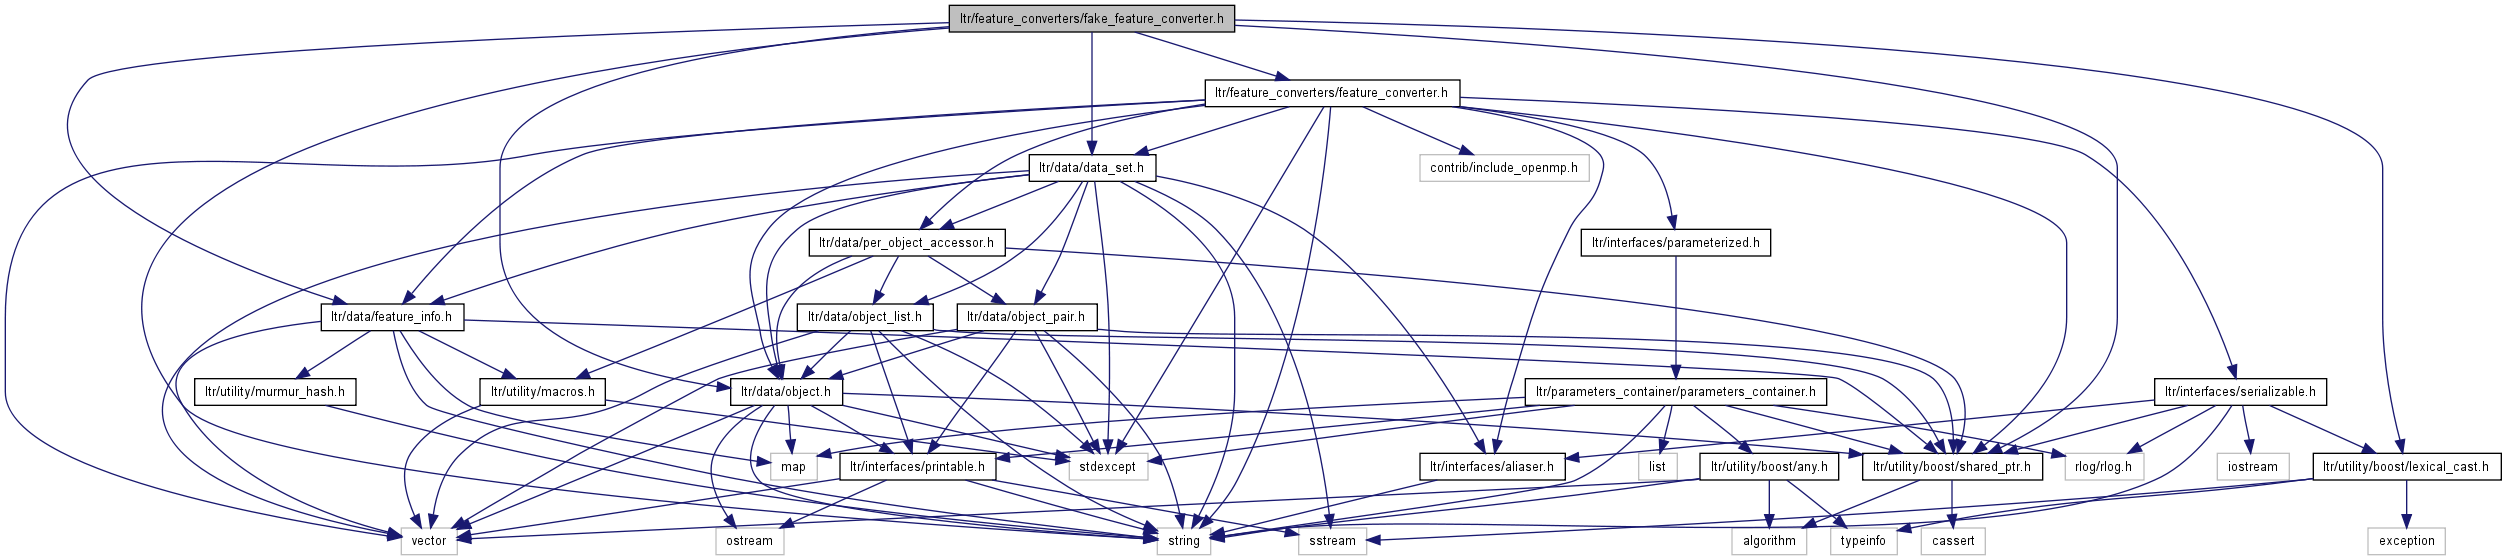 ltr/feature_converters/fake_feature_converter.h
ltr/feature_converters/feature_converter.h
ltr/data/data_set.h
contrib/include_openmp.h
ltr/data/per_object_accessor.h
ltr/interfaces/parameterized.h
ltr/data/feature_info.h
ltr/data/object_list.h
ltr/data/object_pair.h
ltr/utility/murmur_hash.h
ltr/utility/macros.h
ltr/data/object.h
ltr/parameters_container/parameters_container.h
ltr/interfaces/serializable.h
map
ltr/interfaces/printable.h
stdexcept
ltr/interfaces/aliaser.h
list
ltr/utility/boost/any.h
ltr/utility/boost/shared_ptr.h
rlog/rlog.h
iostream
ltr/utility/boost/lexical_cast.h
vector
ostream
string
sstream
algorithm
typeinfo
cassert
exception